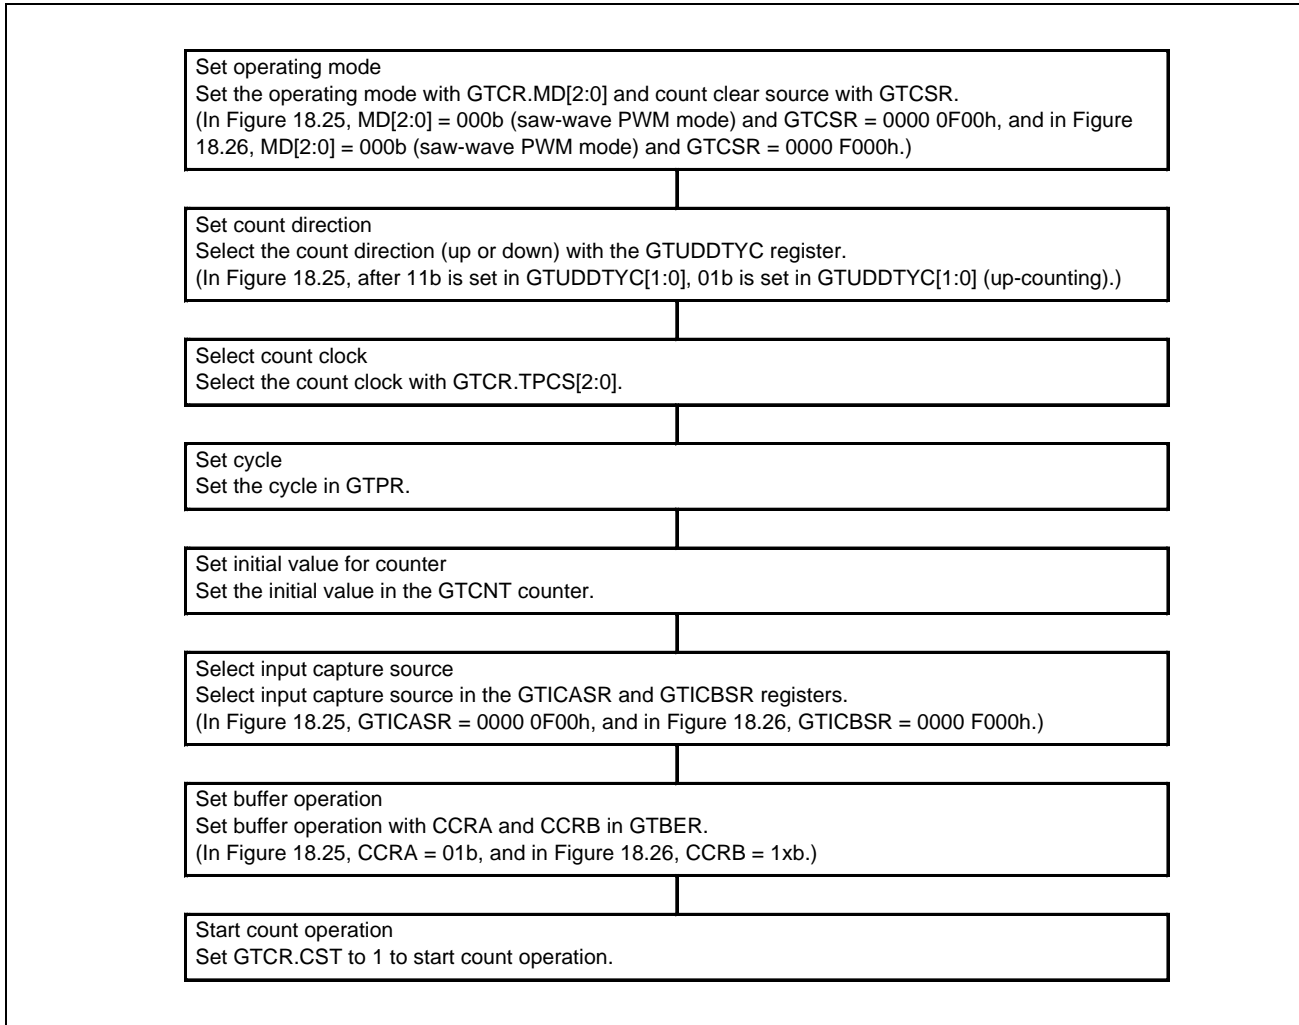 Set operating mode
Set the operating mode with GTCR.MD[2:0] and count clear source with GTCSR.
(In Figure 18.25, MD[2:0] = 000b (saw-wave PWM mode) and GTCSR = 0000 0F00h, and in Figure
18.26, MD[2:0] = 000b (saw-wave PWM mode) and GTCSR = 0000 F000h.)
Set count direction
Select the count direction (up or down) with the GTUDDTYC register.
(In Figure 18.25, after 11b is set in GTUDDTYC[1:0], 01b is set in GTUDDTYC[1:0] (up-counting).)
Select count clock
Select the count clock with GTCR.TPCS[2:0].
Set cycle
Set the cycle in GTPR.
Set initial value for counter
Set the initial value in the GTCNT counter.
Select input capture source
Select input capture source in the GTICASR and GTICBSR registers.
(In Figure 18.25, GTICASR = 0000 0F00h, and in Figure 18.26, GTICBSR = 0000 F000h.)
Set buffer operation
Set buffer operation with CCRA and CCRB in GTBER.
(In Figure 18.25, CCRA = 01b, and in Figure 18.26, CCRB = 1xb.)
Start count operation
Set GTCR.CST to 1 to start count operation.